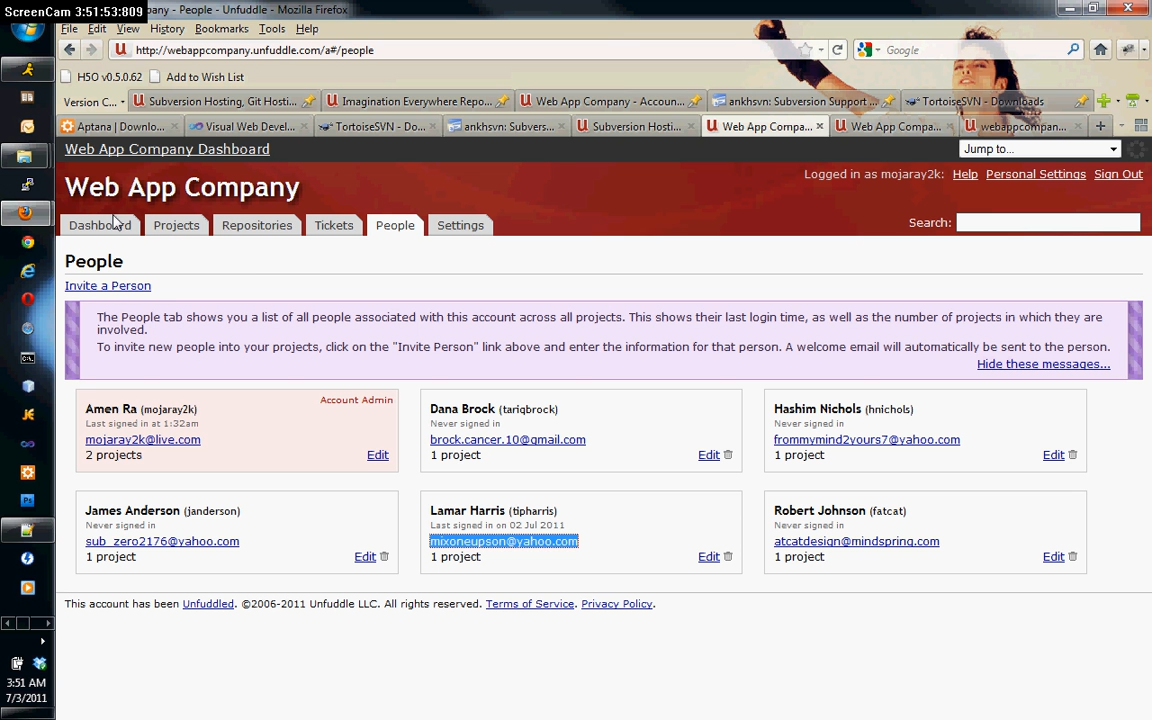 ScreenCam 3:51:53:809
pany - People - Unfuddle - Mozilla Firefox
File Edit View History Bookmarks Tools Help
http://webappcompany.unfuddle.com/a#/people
Google
H5O v0.5.0.62 Add to Wish List
Version C... Subversion Hosting, Git Hosti... Imagination Everywhere Repo... Web App Company - Accoun... ankhsvn: Subversion Support ... TortoiseSVN - Downloads
Aptana | Downlo... Visual Web Devel... TortoiseSVN - Do... ankhsvn: Subvers... Subversion Hosti... Web App Compa... Web App Compa... webappcompan...
Web App Company Dashboard
Jump to...
Web App Company
Logged in as mojaray2k: Help Personal Settings Sign Out
Dashboard Projects Repositories Tickets People Settings
Search:
People
Invite a Person
The People tab shows you a list of all people associated with this account across all projects. This shows their last login time, as well as the number of projects in which they are
involved.
To invite new people into your projects, click on the "Invite Person" link above and enter the information for that person. A welcome email will automatically be sent to the person.
Hide these messages...
Amen Ra (mojaray2k)
Account Admin
Last signed in at 1:32am
mojaray2k@live.com
2 projects
Edit
Dana Brock (tariqbrock)
Never signed in
brock.cancer.10@gmail.com
1 project
Edit
Hashim Nichols (hnichols)
Never signed in
frommymind2yours7@yahoo.com
1 project
Edit
James Anderson (janderson)
Never signed in
sub_zero2176@yahoo.com
1 project
Edit
Lamar Harris (tipharris)
Last signed in on 02 Jul 2011
mixoneupson@yahoo.com
1 project
Edit
Robert Johnson (fatcat)
Never signed in
atcatdesign@mindspring.com
1 project
Edit
This account has been Unfuddled. ©2006-2011 Unfuddle LLC. All rights reserved. Terms of Service. Privacy Policy.
3:51 AM
7/3/2011